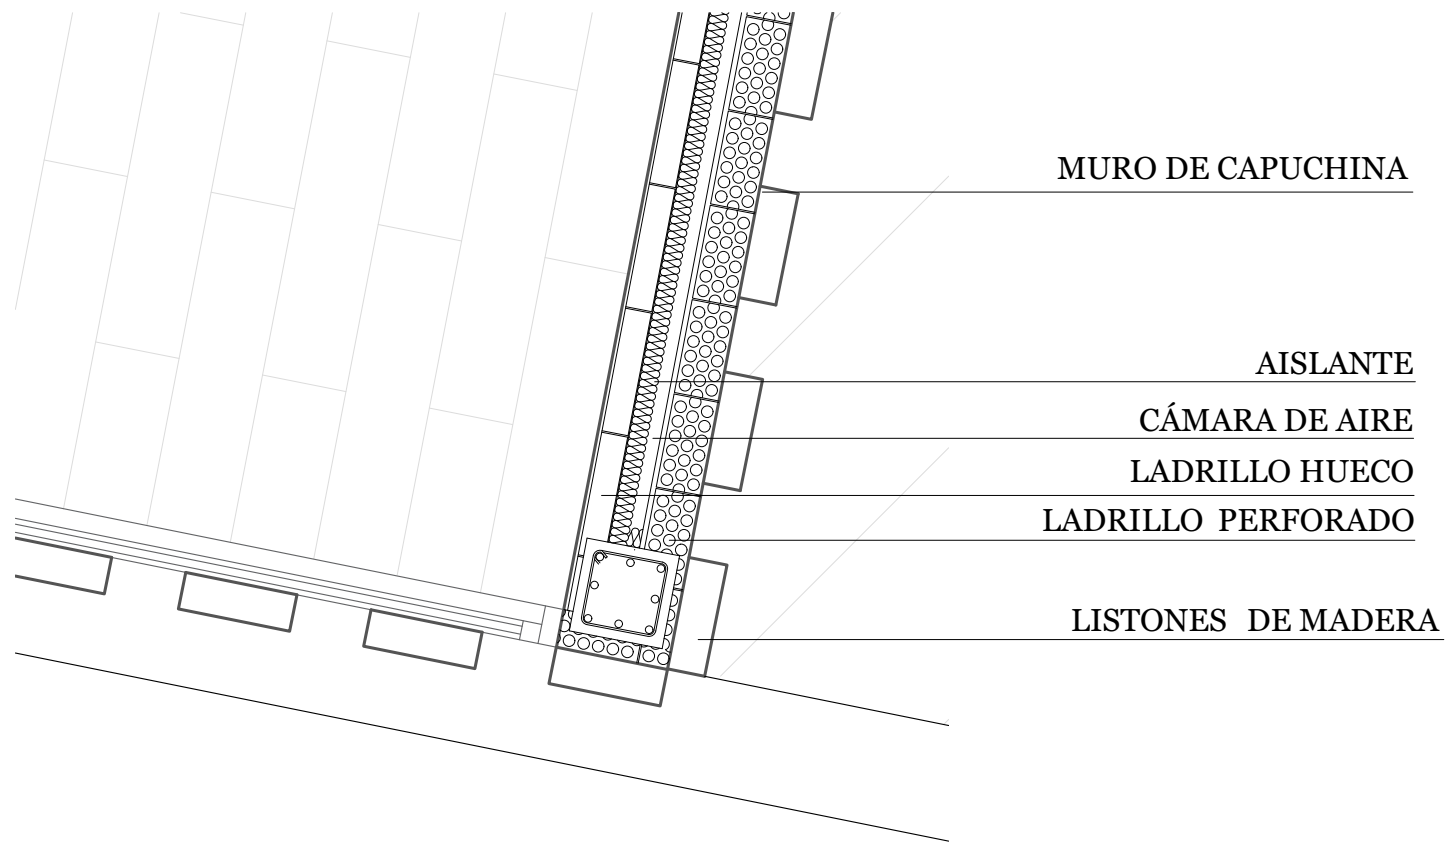 MURO DE CAPUCHINA
AISLANTE
CÁMARA DE AIRE
LADRILLO HUECO
LADRILLO PERFORADO
LISTONES DE MADERA